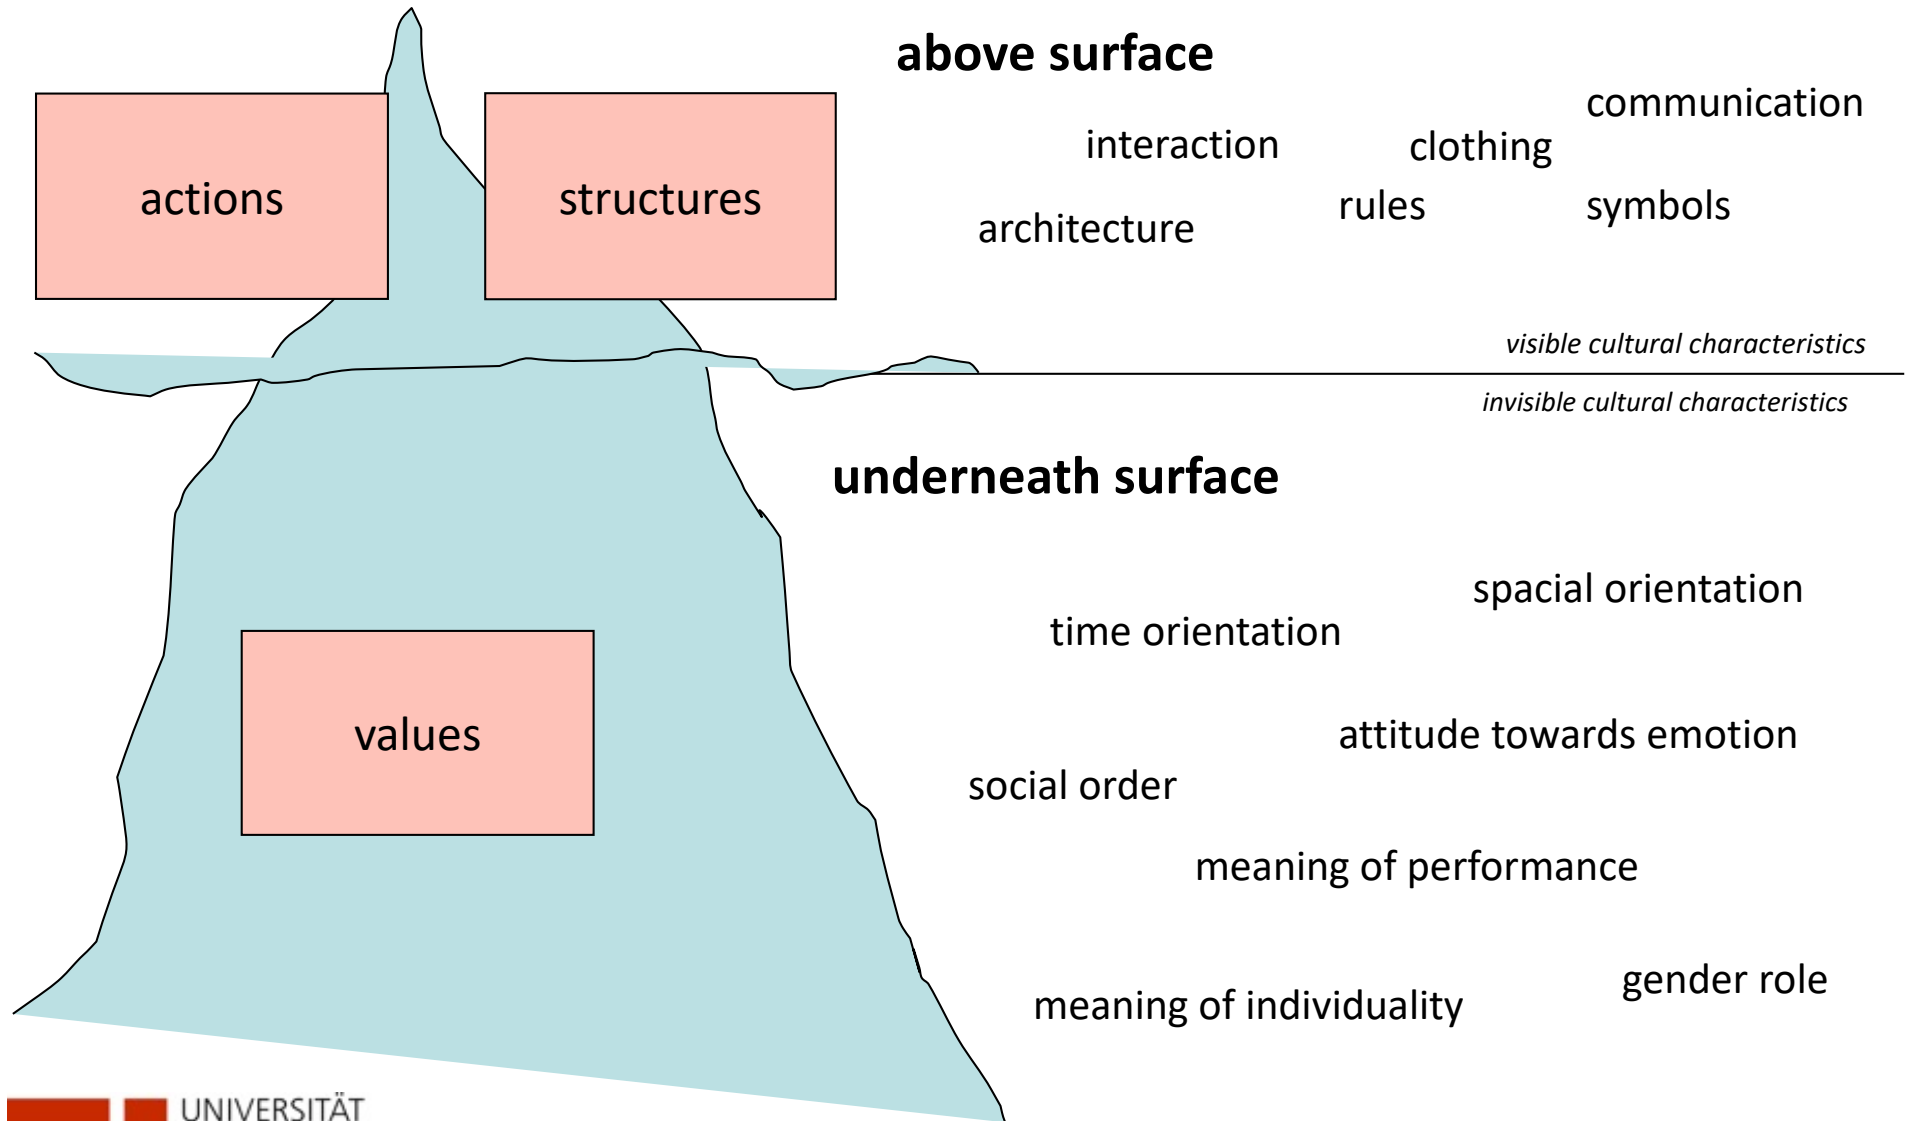 above surface
communication
interaction
clothing
actions
structures
rules
symbols
architecture
visible cultural characteristics
invisible cultural characteristics
underneath surface
spacial orientation
time orientation
values
attitude towards emotion
social order
meaning of performance
gender role
meaning of individuality
UNIVERSITÄT